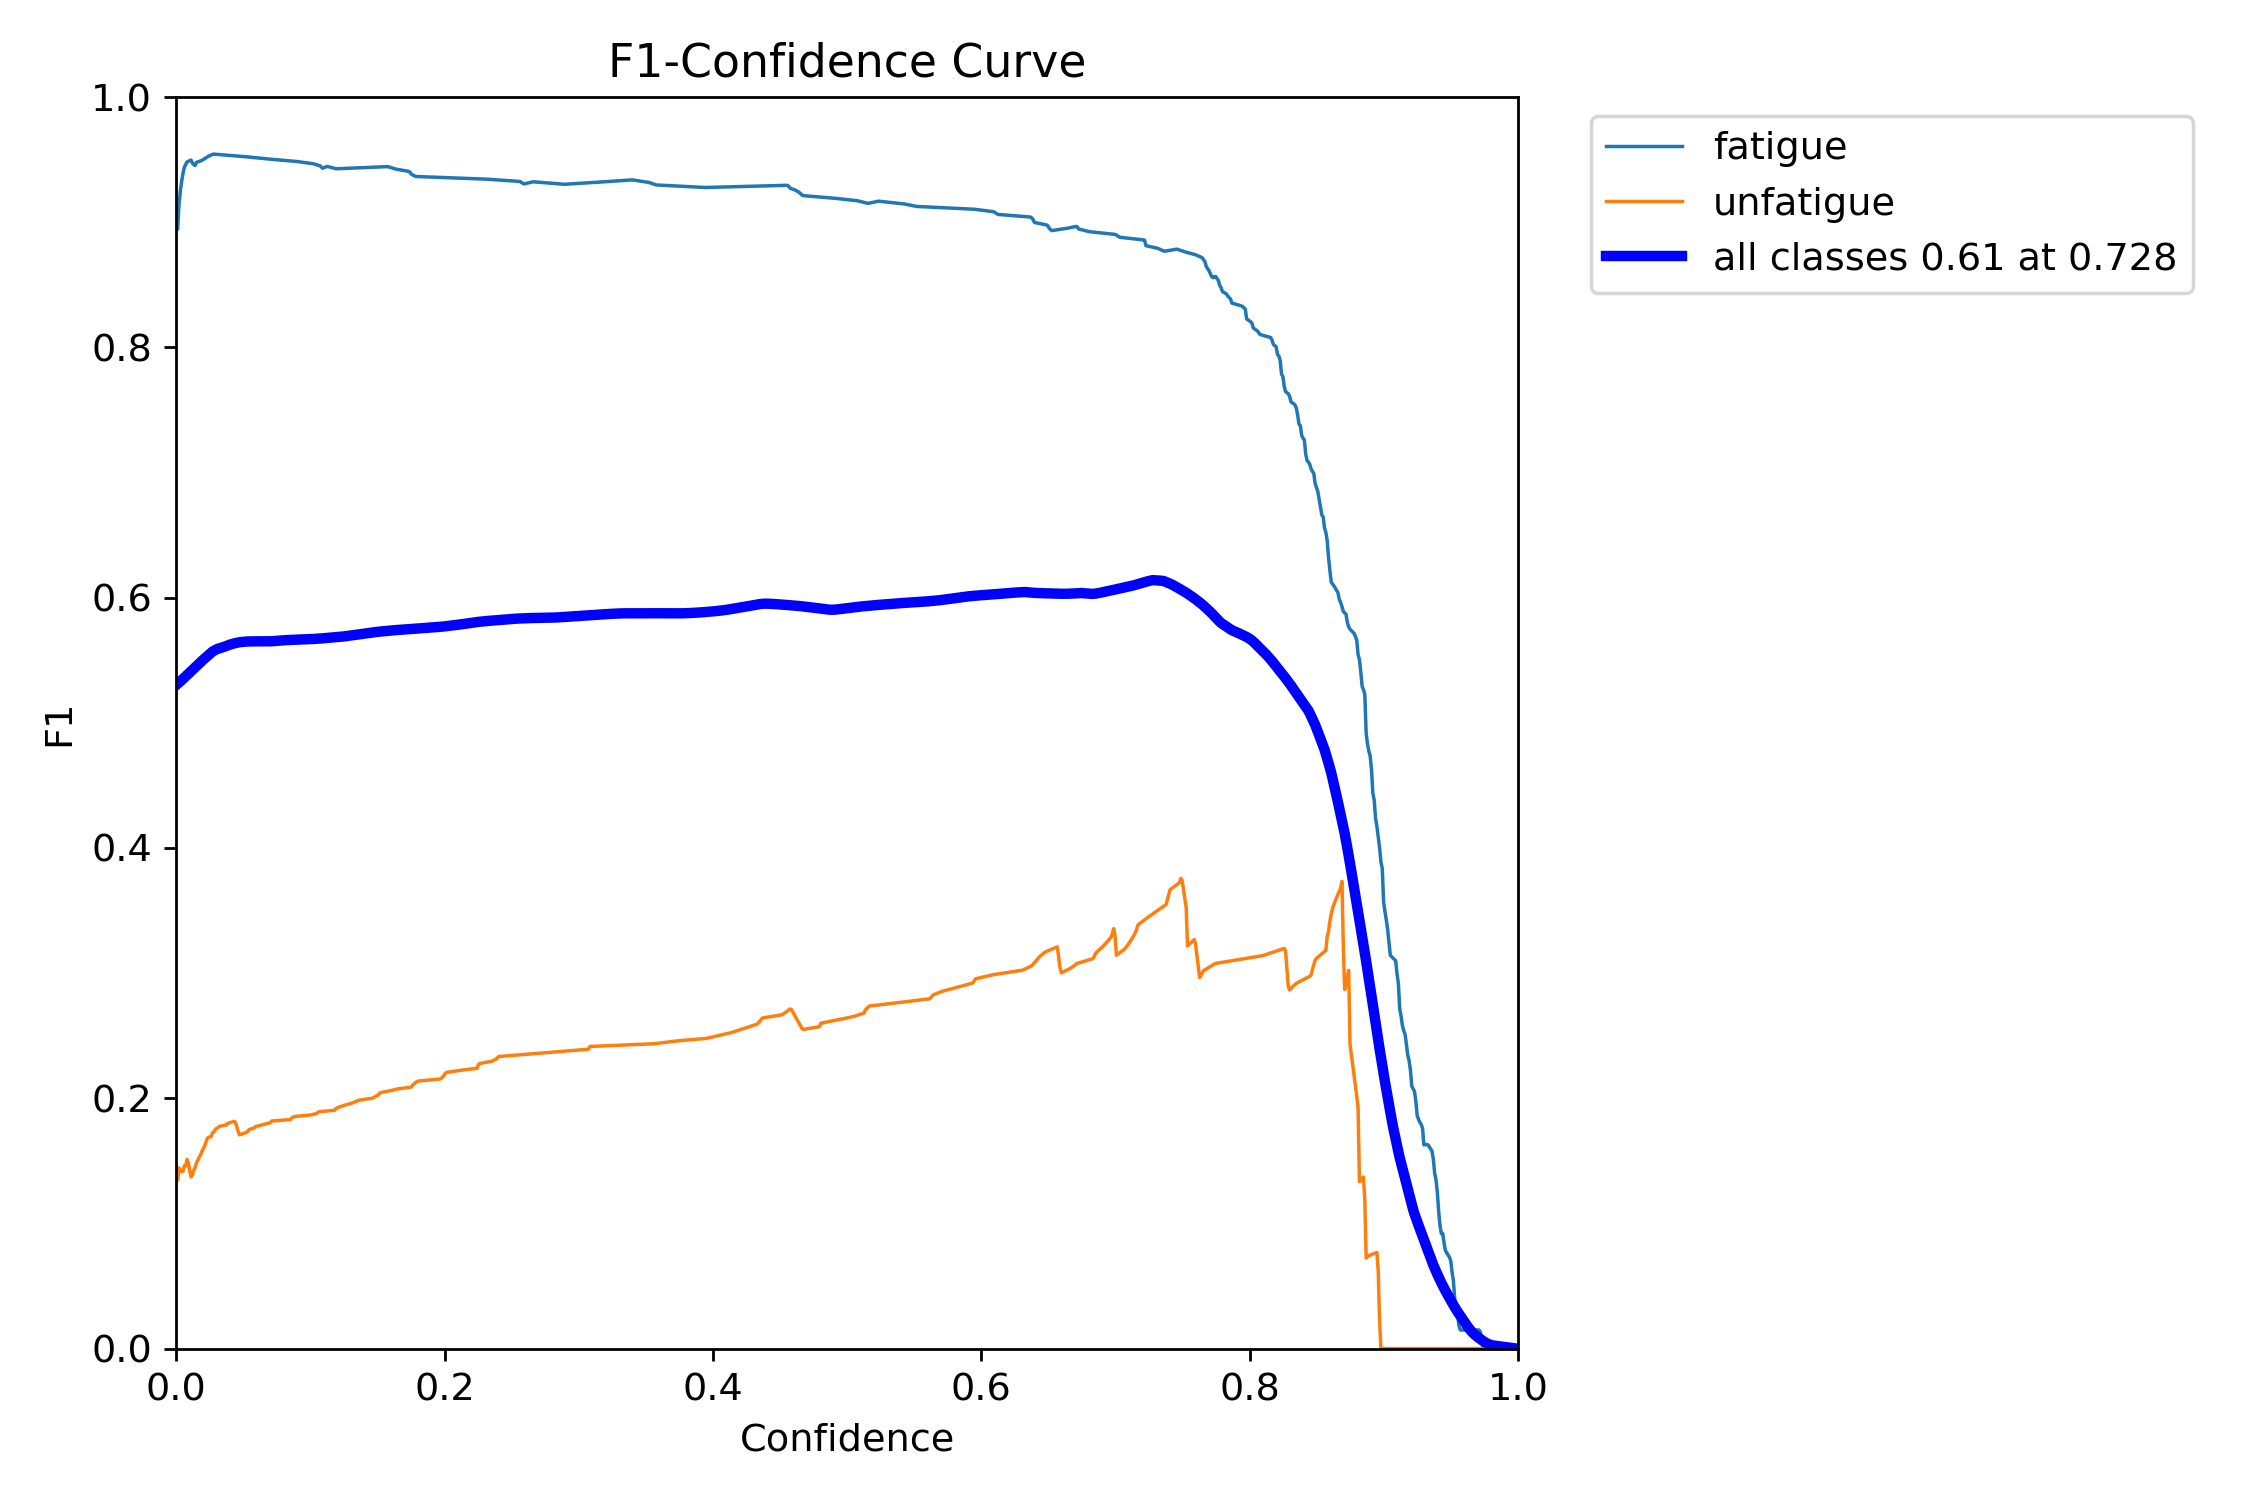 F1-Confidence Curve
1.0
0.8
0.6
0.4
0.2
0.0
F1
0.0 0.2 0.4 0.6 0.8 1.0
Confidence
fatigue
unfatigue
all classes 0.61 at 0.728